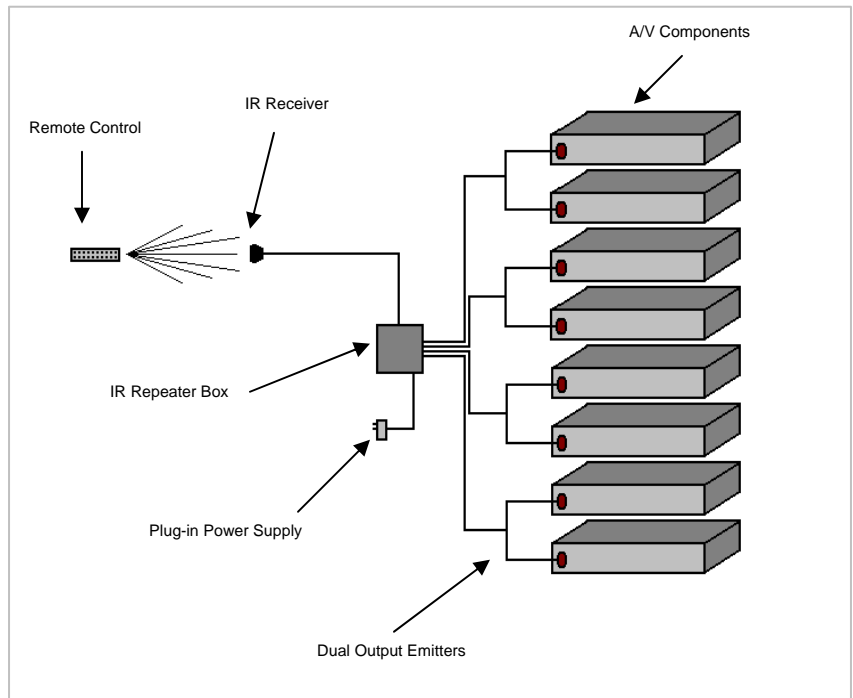 A/V Components
IR Receiver
Remote Control
IR Repeater Box
Plug-in Power Supply
Dual Output Emitters